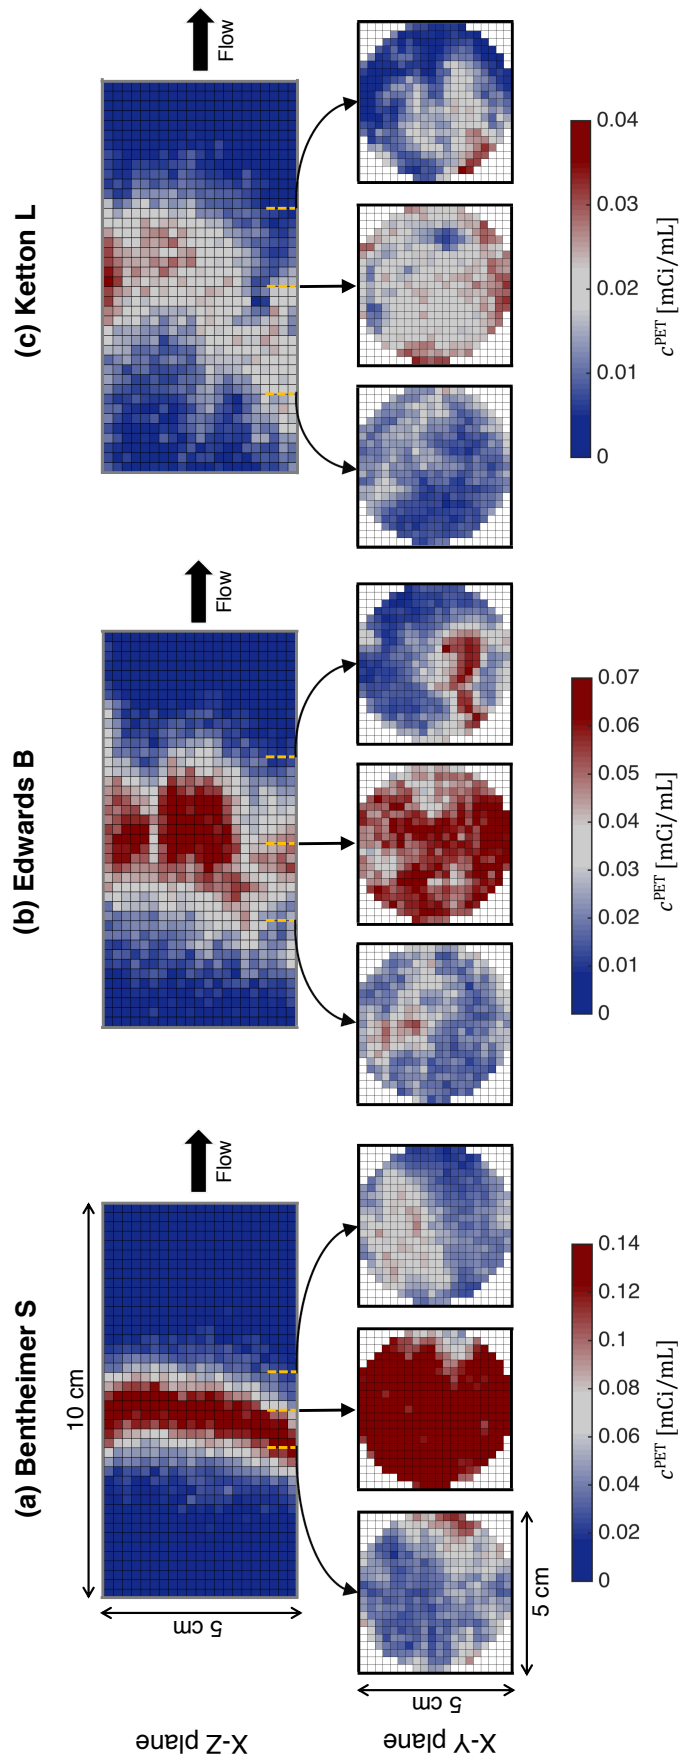 (a) Bentheimer S
(b) Edwards B
(c) Ketton L
10 cm
Flow
Flow
Flow
X-Z plane
5 cm
X-Y plane
5 cm
5 cm
0 0.02 0.04 0.06 0.08 0.1 0.12 0.14
c^PET [mCi/mL]
0 0.01 0.02 0.03 0.04 0.05 0.06 0.07
c^PET [mCi/mL]
0 0.01 0.02 0.03 0.04
c^PET [mCi/mL]